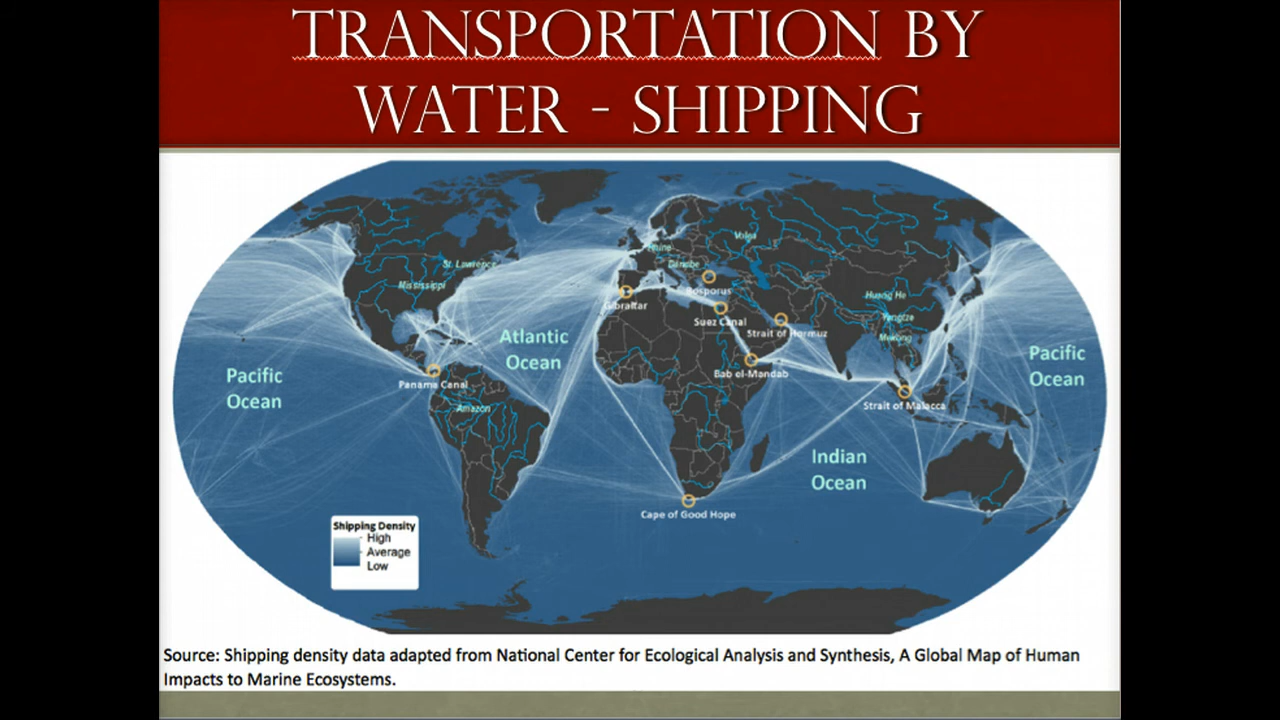 TRANSPORTATION BY
WATER - SHIPPING
Volga
Rhine
St. Lawrence
Danube
Mississippi
Bosporus
Huang He
Gibraltar
Yangtze
Suez Canal
Strait of Hormuz
Mekong
Atlantic
Ocean
Pacific
Ocean
Bab el-Mandab
Pacific
Ocean
Panama Canal
Strait of Malacca
Amazon
Indian
Ocean
Cape of Good Hope
Shipping Density
High
Average
Low
Source: Shipping density data adapted from National Center for Ecological Analysis and Synthesis, A Global Map of Human
Impacts to Marine Ecosystems.